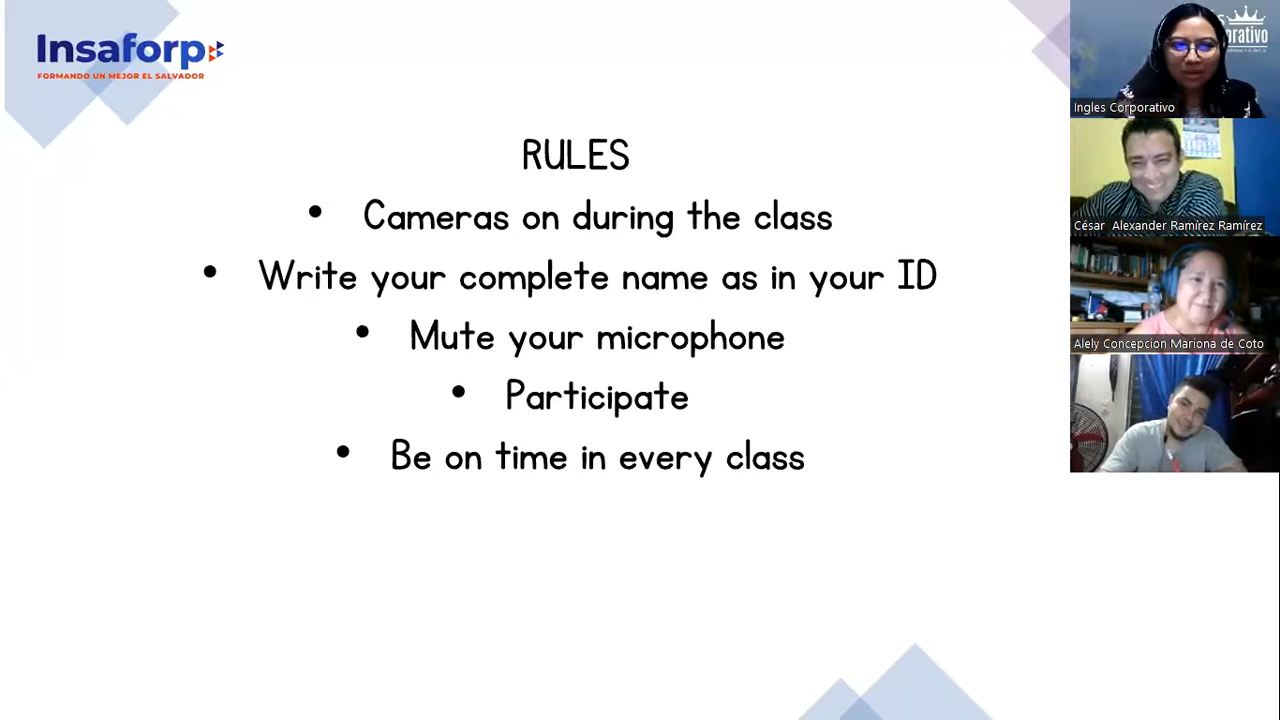 Insaforp
FORMANDO UN MEJOR EL SALVADOR
RULES
• Cameras on during the class
• Write your complete name as in your ID
• Mute your microphone
• Participate
• Be on time in every class
Ingles Corporativo
César Alexander Ramírez Ramírez
Alely Concepcion Mariona de Coto